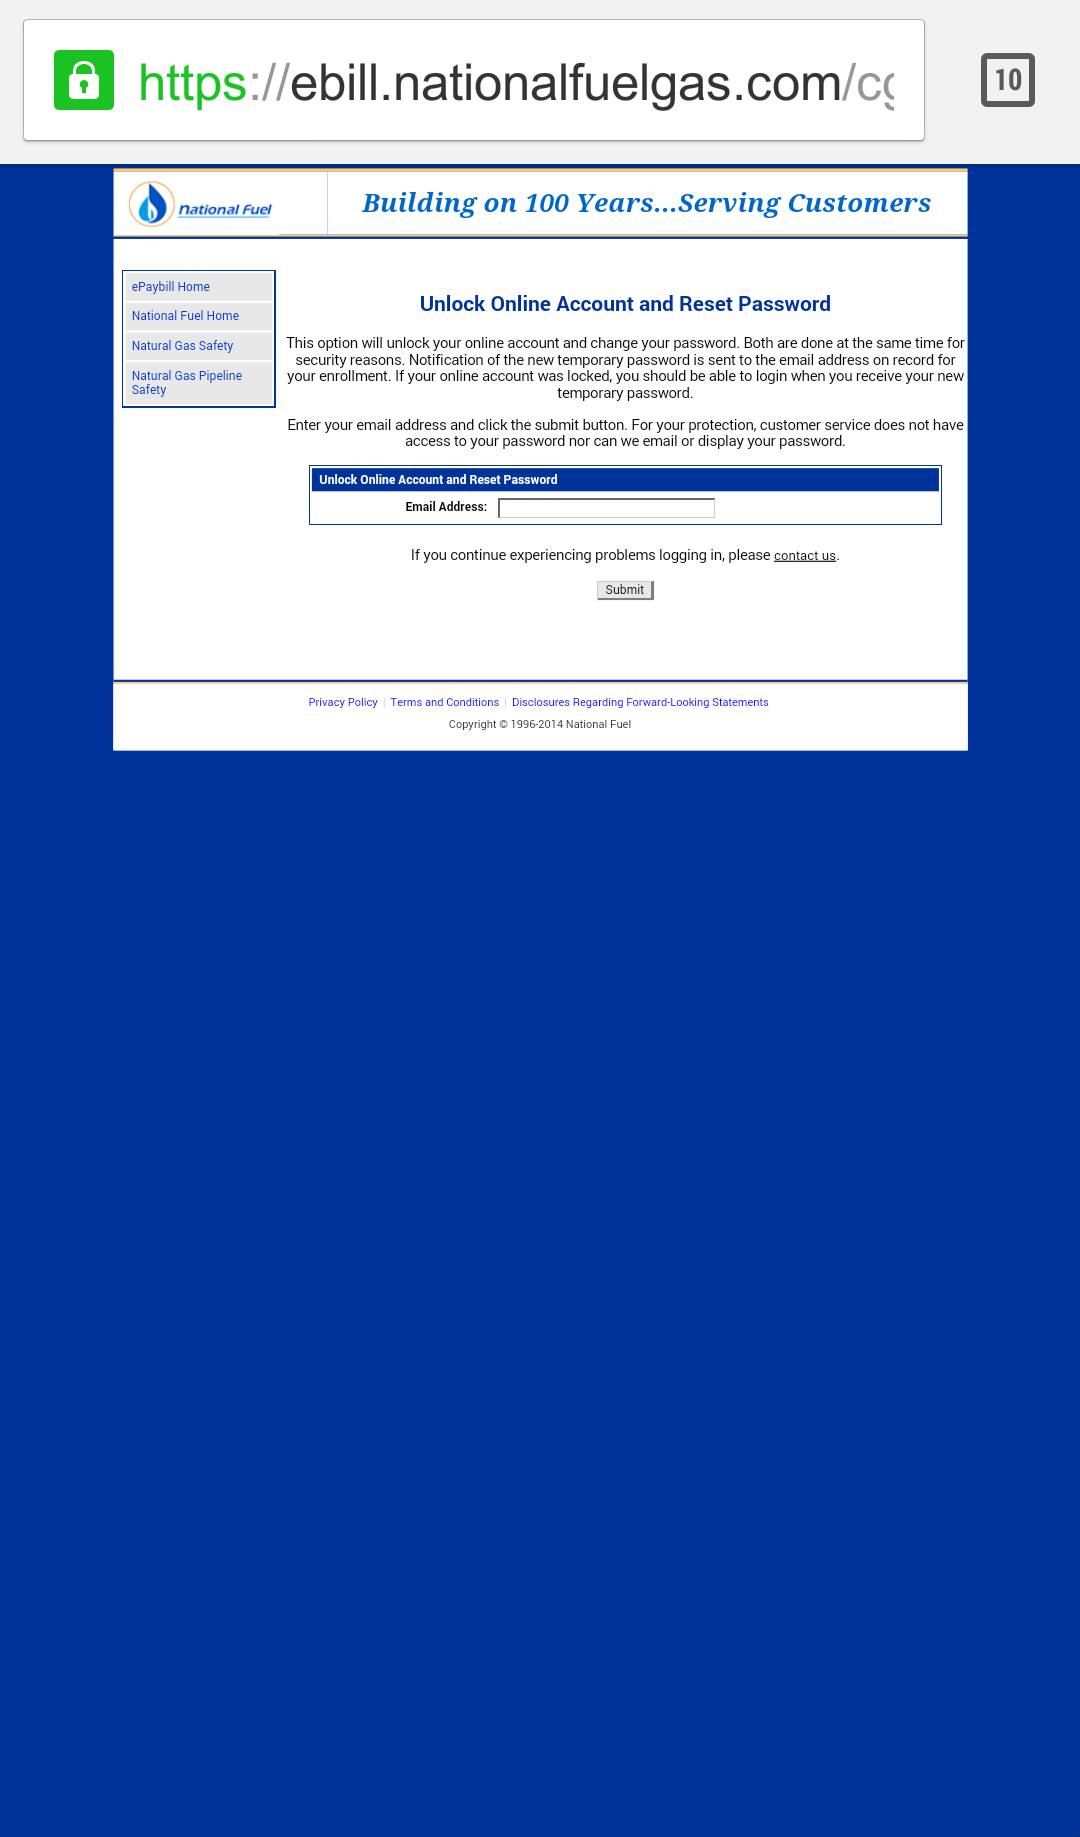 https://ebill.nationalfuelgas.com/cg
10
National Fuel
Building on 100 Years...Serving Customers
ePaybill Home
National Fuel Home
Natural Gas Safety
Natural Gas Pipeline
Safety
Unlock Online Account and Reset Password
This option will unlock your online account and change your password. Both are done at the same time for
security reasons. Notification of the new temporary password is sent to the email address on record for
your enrollment. If your online account was locked, you should be able to login when you receive your new
temporary password.
Enter your email address and click the submit button. For your protection, customer service does not have
access to your password nor can we email or display your password.
Unlock Online Account and Reset Password
Email Address:
If you continue experiencing problems logging in, please contact us.
Submit
Privacy Policy | Terms and Conditions | Disclosures Regarding Forward-Looking Statements
Copyright © 1996-2014 National Fuel